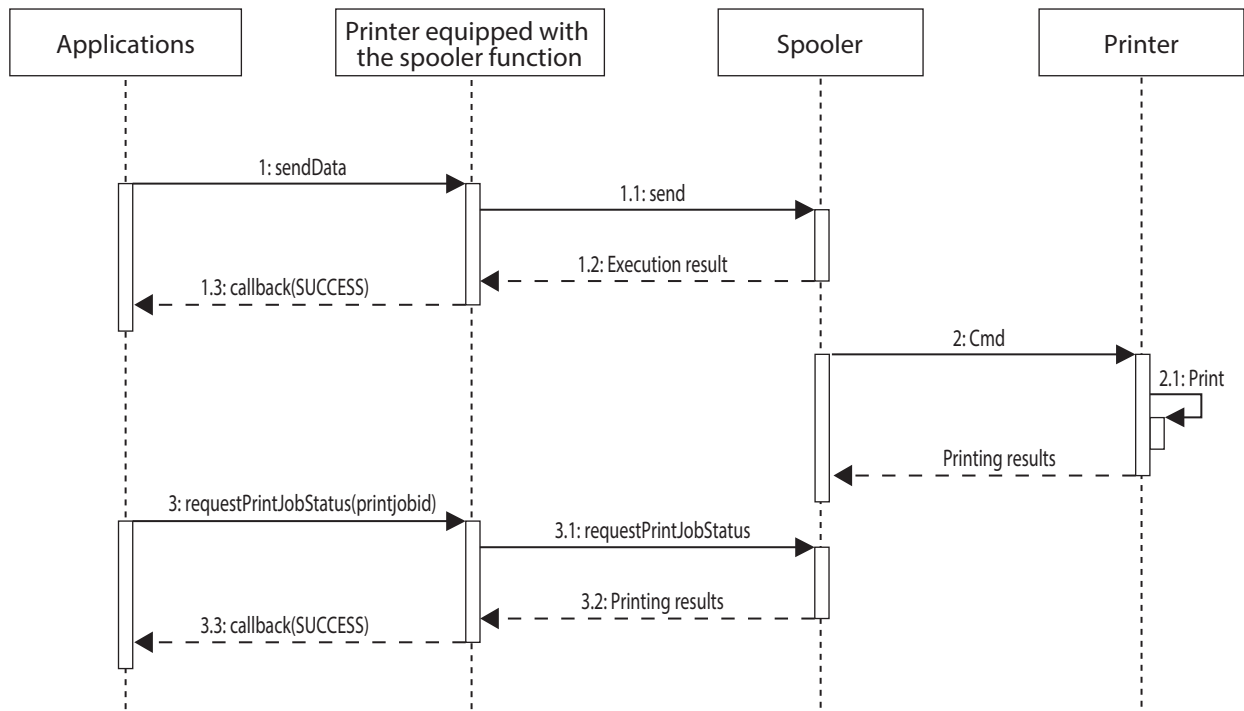 Applications
Printer equipped with
the spooler function
Spooler
Printer
1: sendData
1.1: send
1.2: Execution result
1.3: callback(SUCCESS)
2: Cmd
2.1: Print
Printing results
3: requestPrintJobStatus(printjobid)
3.1: requestPrintJobStatus
3.2: Printing results
3.3: callback(SUCCESS)